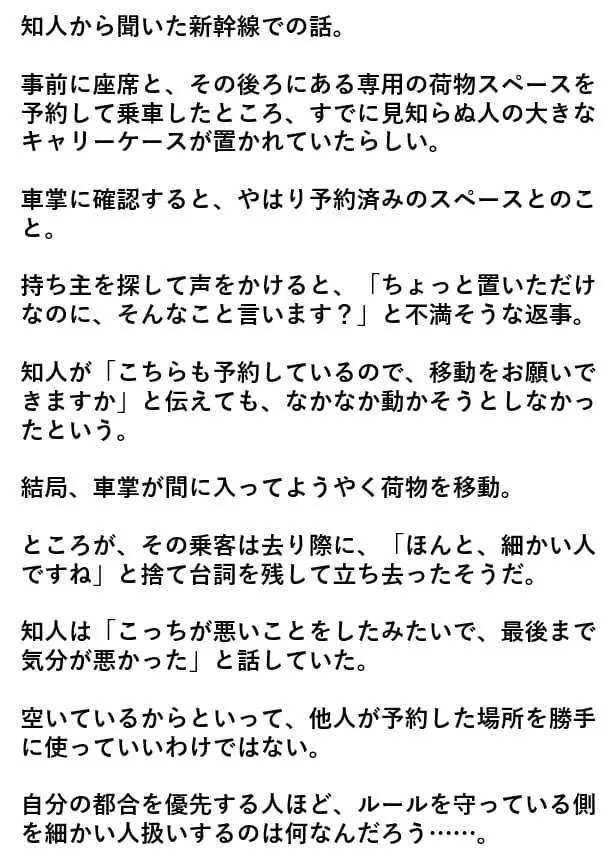 知人から聞いた新幹線での話。
事前に座席と、その後ろにある専用の荷物スペースを
予約して乗車したところ、すでに見知らぬ人の大きな
キャリーケースが置かれていたらしい。
車掌に確認すると、やはり予約済みのスペースとのこ
と。
持ち主を探して声をかけると、「ちょっと置いただけ
なのに、そんなこと言います？」と不満そうな返事。
知人が「こちらも予約しているので、移動をお願いで
きますか」と伝えても、なかなか動かそうとしなかっ
たという。
結局、車掌が間に入ってようやく荷物を移動。
ところが、その乗客は去り際に、「ほんと、細かい人
ですね」と捨て台詞を残して立ち去ったそうだ。
知人は「こっちが悪いことをしたみたいで、最後まで
気分が悪かった」と話していた。
空いているからといって、他人が予約した場所を勝手
に使っていいわけではない。
自分の都合を優先する人ほど、ルールを守っている側
を細かい人扱いするのは何なんだろう……。